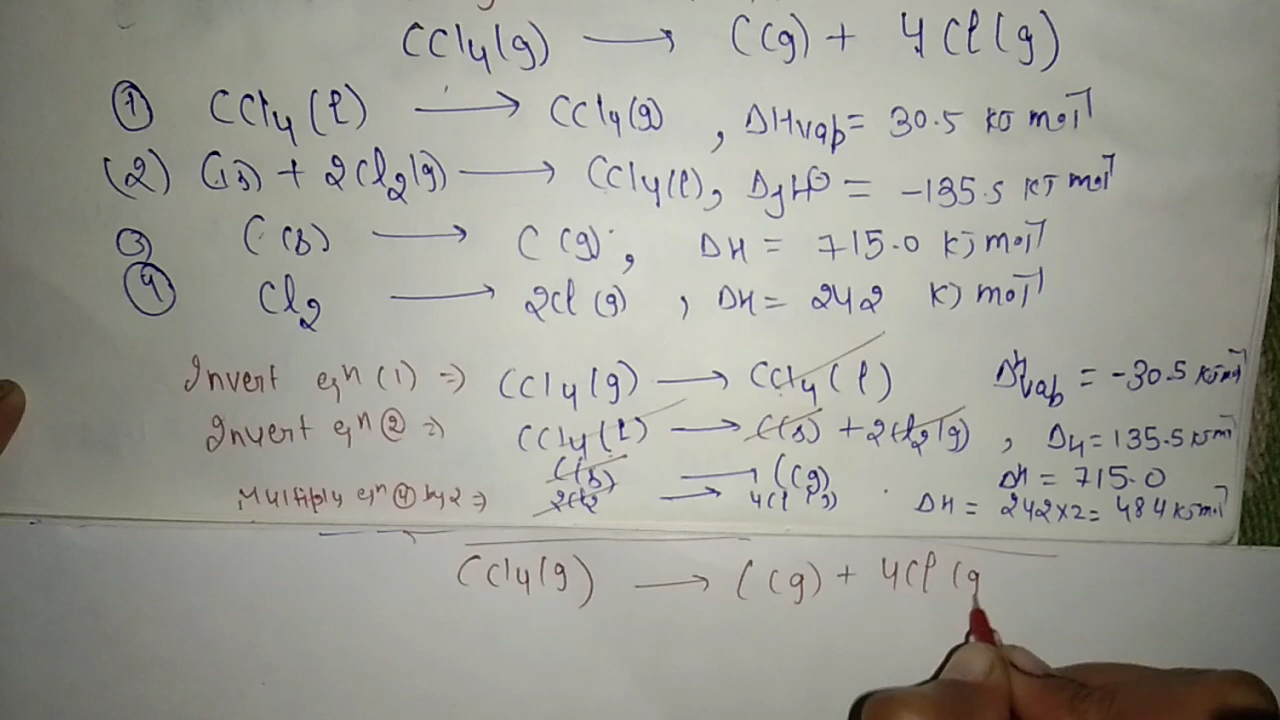 CCl4(g) → C(g) + 4Cl(g)
① CCl4(l) → CCl4(g) , ΔHvap = 30.5 kJ mol⁻¹
(2) C(s) + 2Cl2(g) → CCl4(l), ΔfH° = -135.5 kJ mol⁻¹
③ C(s) → C(g), ΔH = 715.0 kJ mol⁻¹
④ Cl2 → 2Cl(g) , ΔH = 242 kJ mol⁻¹
Invert eqn (1) ⇒ CCl4(g) → CCl4(l) ΔHvap = -30.5 kJ mol⁻¹
Invert eqn ② ⇒ CCl4(l) → C(s) + 2Cl2(g) , ΔH = 135.5 kJ mol⁻¹
C(s) → C(g) ΔH = 715.0
Multiply eqn ④ by 2 ⇒ 2Cl2 → 4Cl(g) . ΔH = 242×2 = 484 kJ mol⁻¹
CCl4(g) → C(g) + 4Cl(g